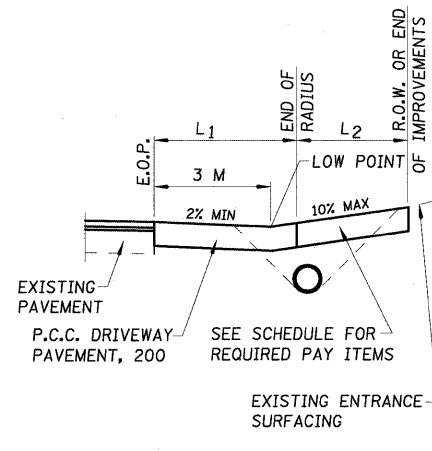 E.O.P.
L1
END OF
RADIUS
L2
R.O.W. OR END
OF IMPROVEMENTS
3 M
LOW POINT
2% MIN
10% MAX
EXISTING
PAVEMENT
P.C.C. DRIVEWAY
PAVEMENT, 200
SEE SCHEDULE FOR
REQUIRED PAY ITEMS
EXISTING ENTRANCE
SURFACING